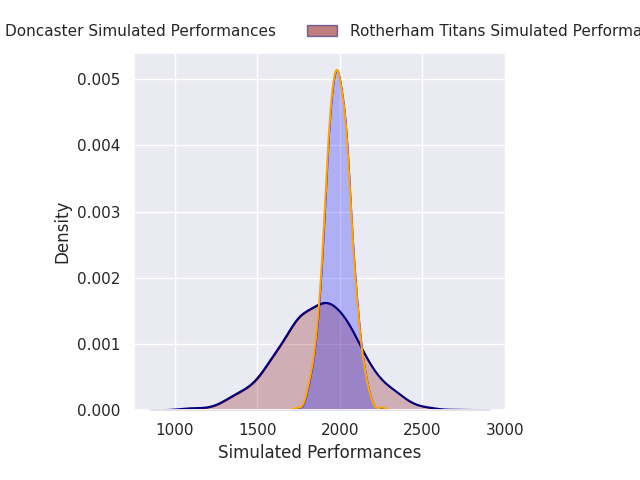 Doncaster Simulated Performances Rotherham Titans Simulated Performa
0.005
0.004
0.003
0.002
0.001
0.000
Density
1000 1500 2000 2500 3000
Simulated Performances